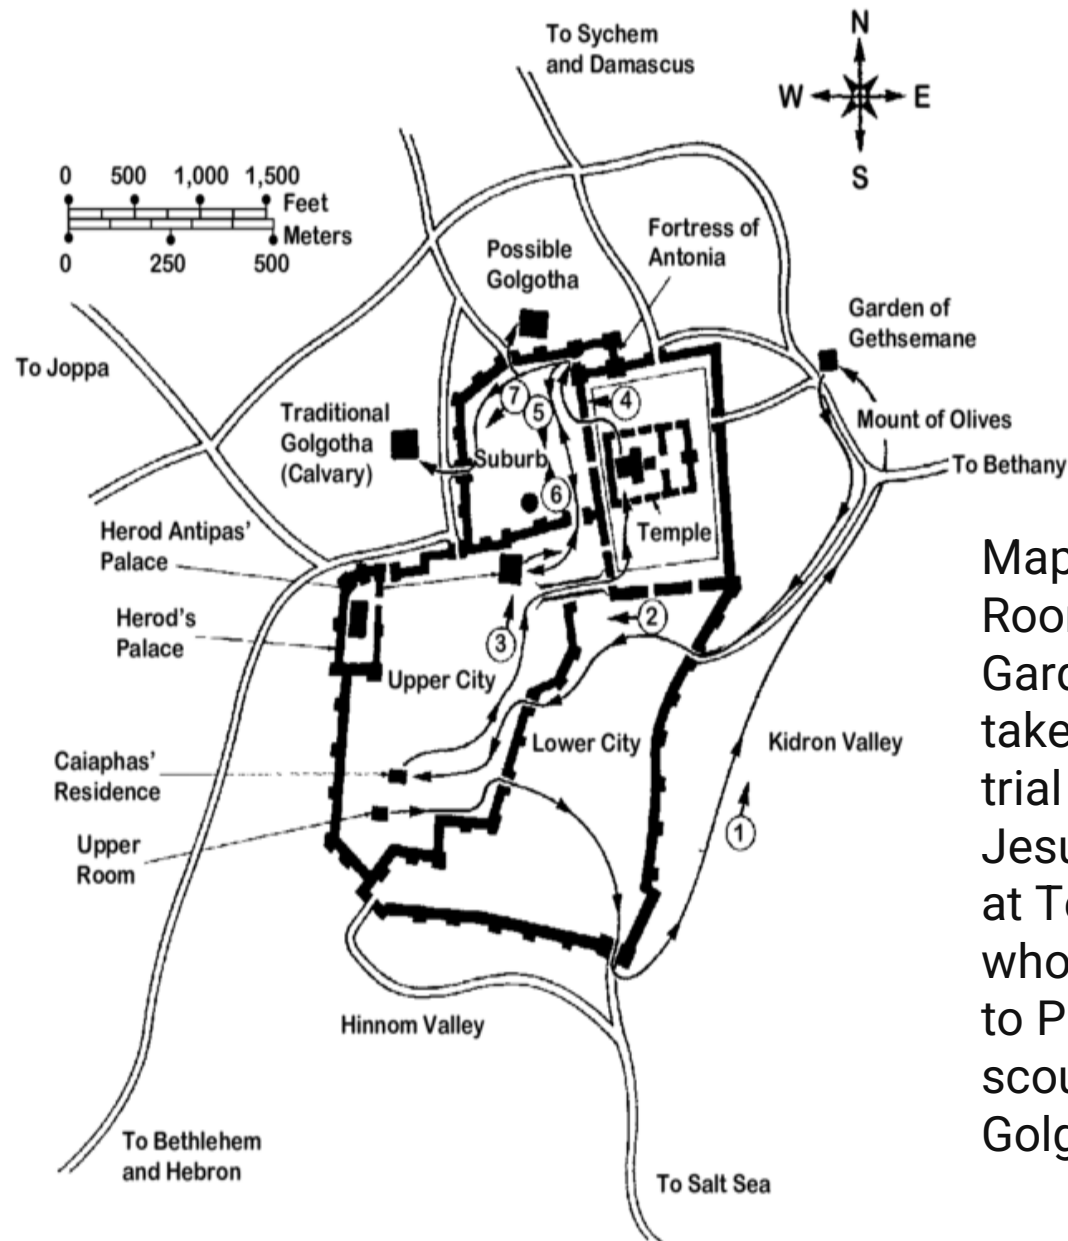 To Sychem
and Damascus
N
W
E
S
0 500 1,000 1,500
Feet
Meters
0 250 500
Possible
Golgotha
Fortress of
Antonia
Garden of
Gethsemane
To Joppa
Traditional
Golgotha
(Calvary)
7
5
4
Mount of Olives
Suburb
To Bethany
6
Herod Antipas'
Palace
Temple
Herod's
Palace
3
2
Upper City
Lower City
Kidron Valley
Caiaphas'
Residence
1
Upper
Room
Hinnom Valley
To Bethlehem
and Hebron
To Salt Sea
Map
Gard
take
trial
Jesu
at T
who
to P
scou
Golg